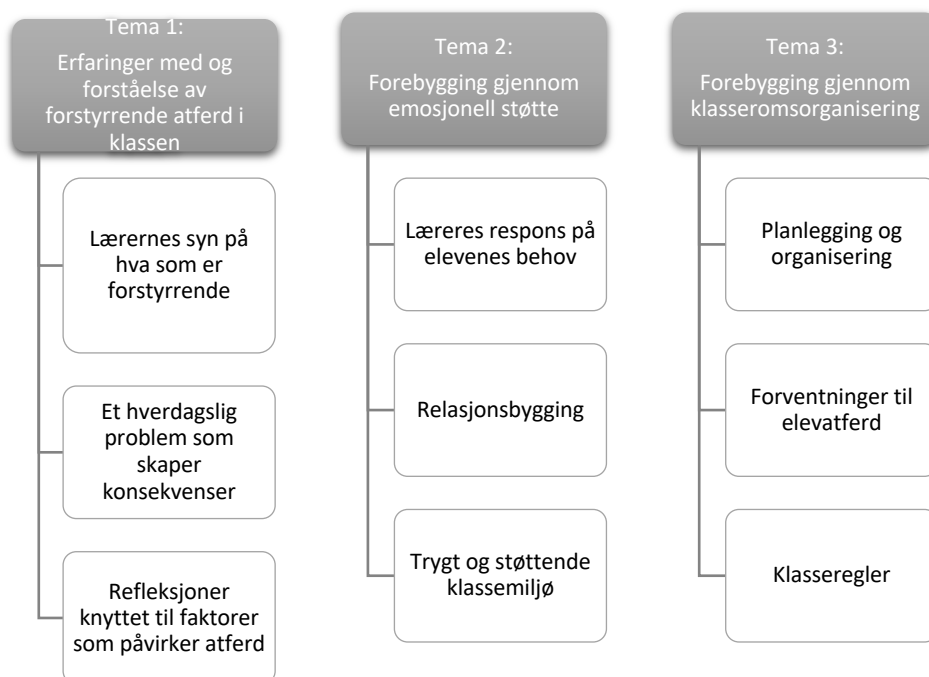 Tema 1:
Erfaringer med og
forståelse av
forstyrrende atferd i
klassen
Lærernes syn på
hva som er
forstyrrende
Et hverdagslig
problem som
skaper
konsekvenser
Refleksjoner
knyttet til faktorer
som påvirker atferd
Tema 2:
Forebygging gjennom
emosjonell støtte
Læreres respons på
elevenes behov
Relasjonsbygging
Trygt og støttende
klassemiljø
Tema 3:
Forebygging gjennom
klasseromsorganisering
Planlegging og
organisering
Forventninger til
elevatferd
Klasseregler